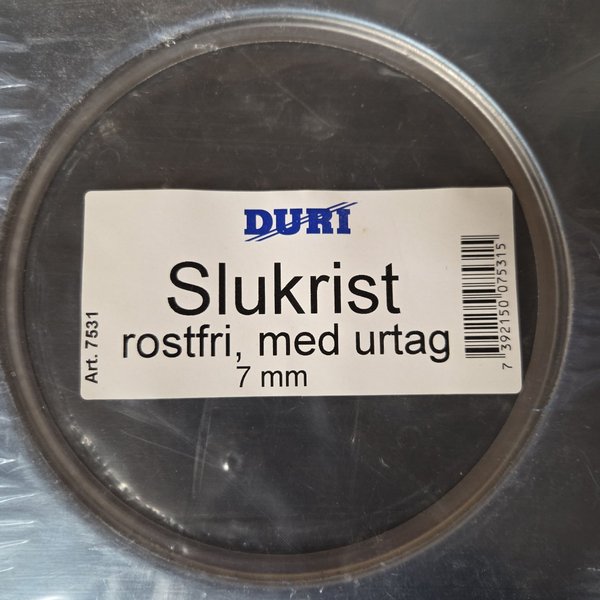 DURI
Slukrist
rostfri, med urtag
7 mm
Art. 7531
7 392150 075315